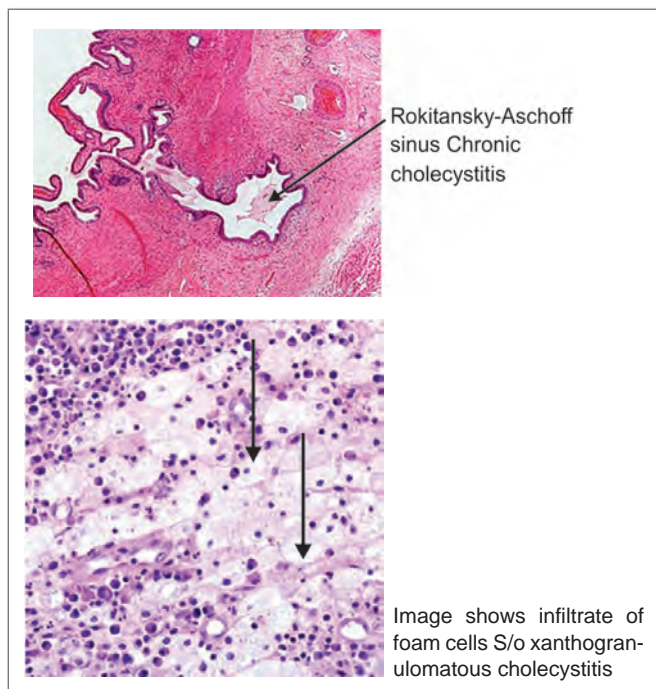 Rokitansky-Aschoff
sinus Chronic
cholecystitis
Image shows infiltrate of
foam cells S/o xanthogran-
ulomatous cholecystitis